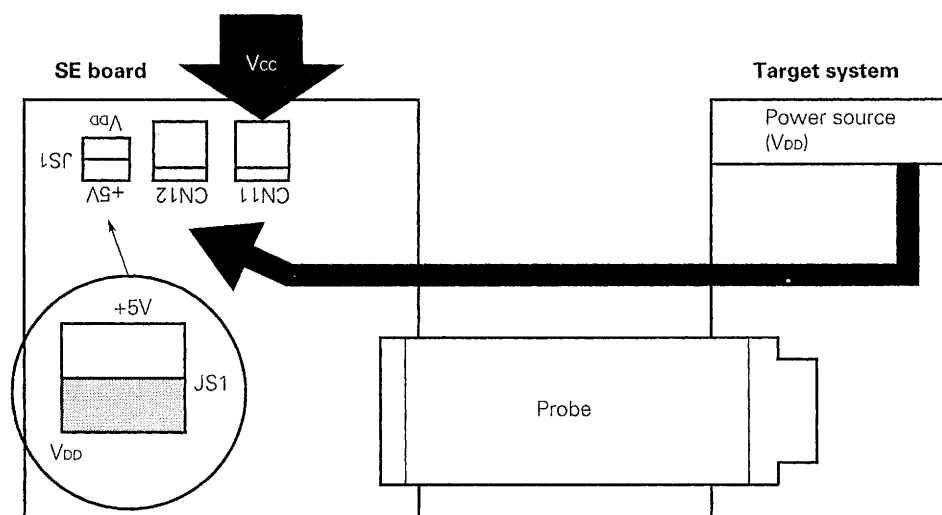 SE board
Vcc
Target system
Power source
(VDD)
VDD
JS1
+5V
CN12
CN11
+5V
JS1
VDD
Probe